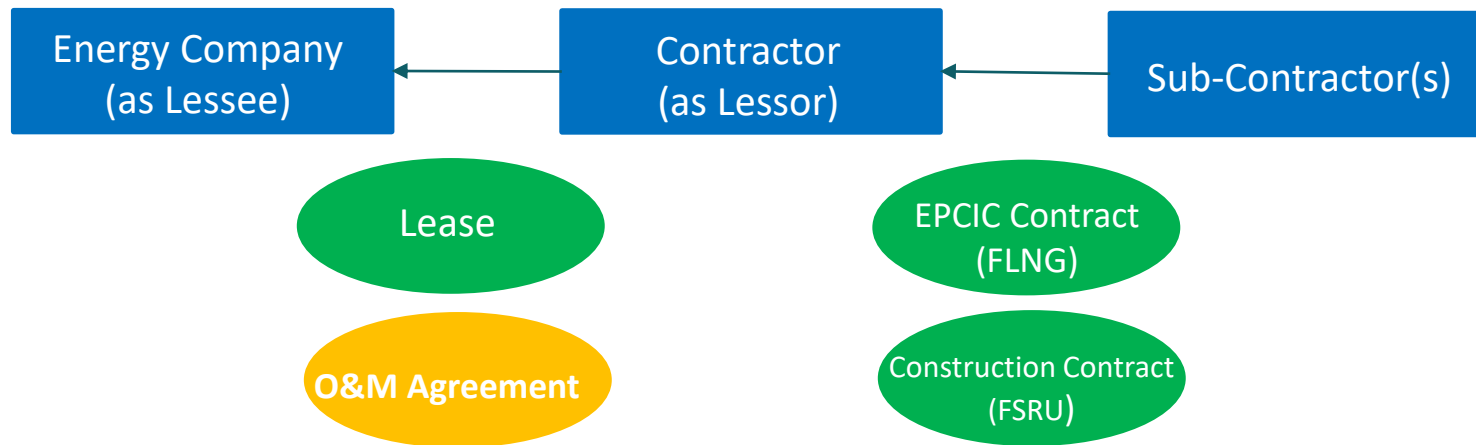 Energy Company
(as Lessee)
Contractor
(as Lessor)
Sub-Contractor(s)
Lease
EPCIC Contract
(FLNG)
O&M Agreement
Construction Contract
(FSRU)